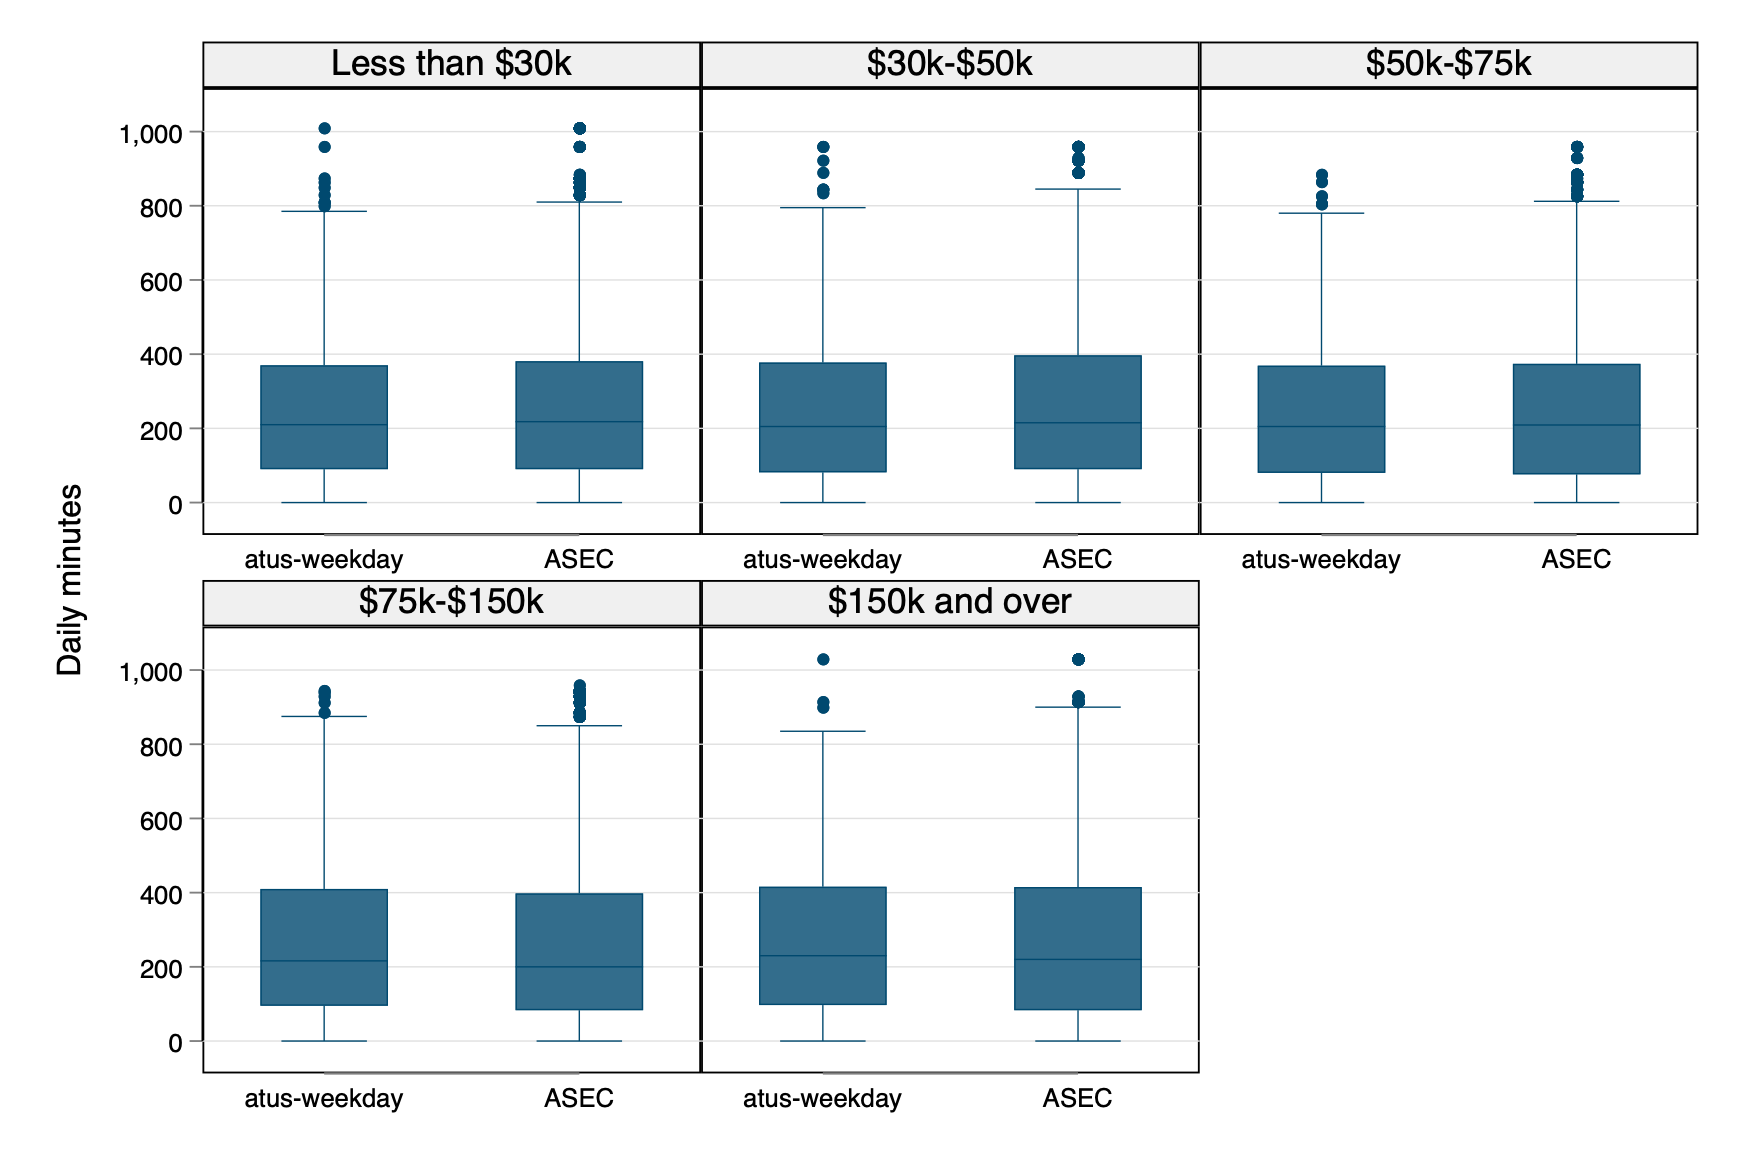 Less than $30k
$30k-$50k
$50k-$75k
1,000
800
600
400
200
0
atus-weekday
ASEC
atus-weekday
ASEC
atus-weekday
ASEC
Daily minutes
$75k-$150k
$150k and over
1,000
800
600
400
200
0
atus-weekday
ASEC
atus-weekday
ASEC